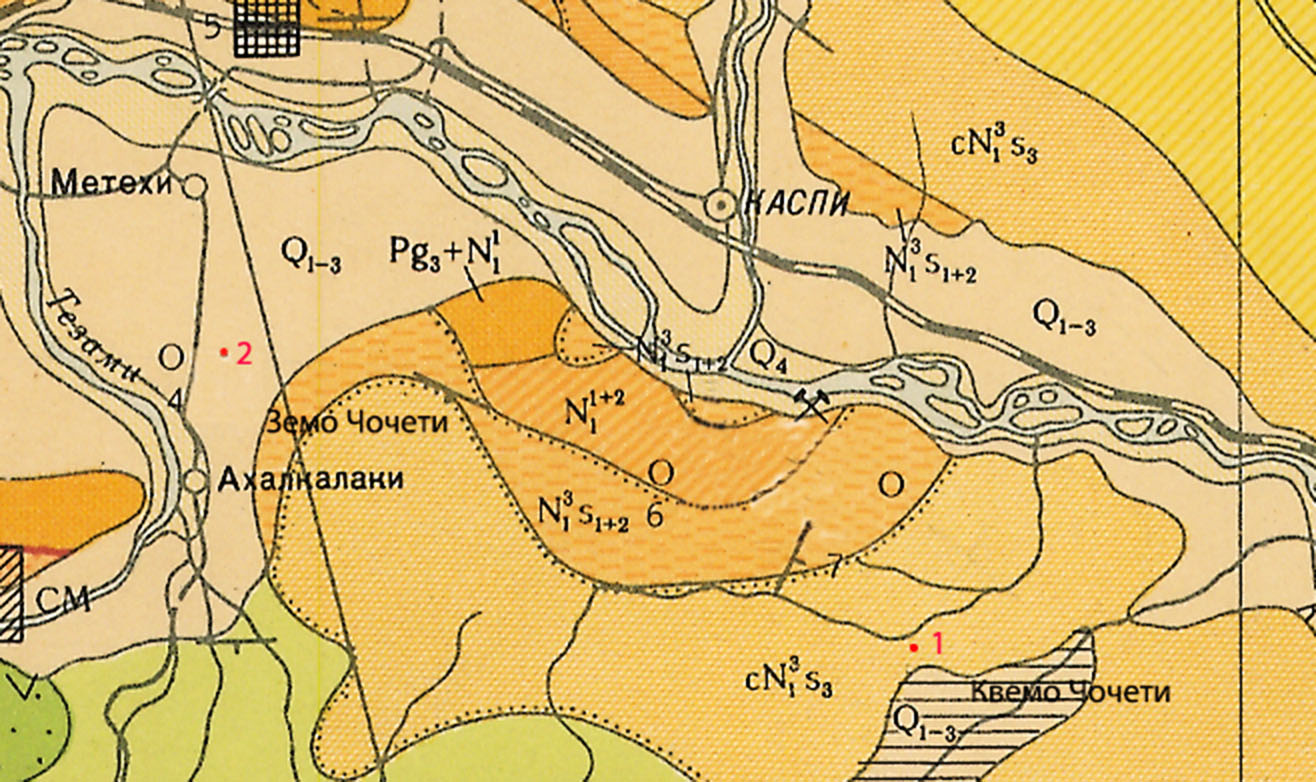 5
cN₁³s₃
Метехи
КАСПИ
Q₁₋₃
Pg₃+N₁¹
N₁³s₁₊₂
Q₁₋₃
Тезами
О
2
N₁³s₁₊₂
Q₄
4
N₁¹⁺²
Земо Чочети
О
О
Ахалкалаки
N₁³s₁₊₂
6
7
СМ
1
cN₁³s₃
Квемо Чочети
Q₁₋₃